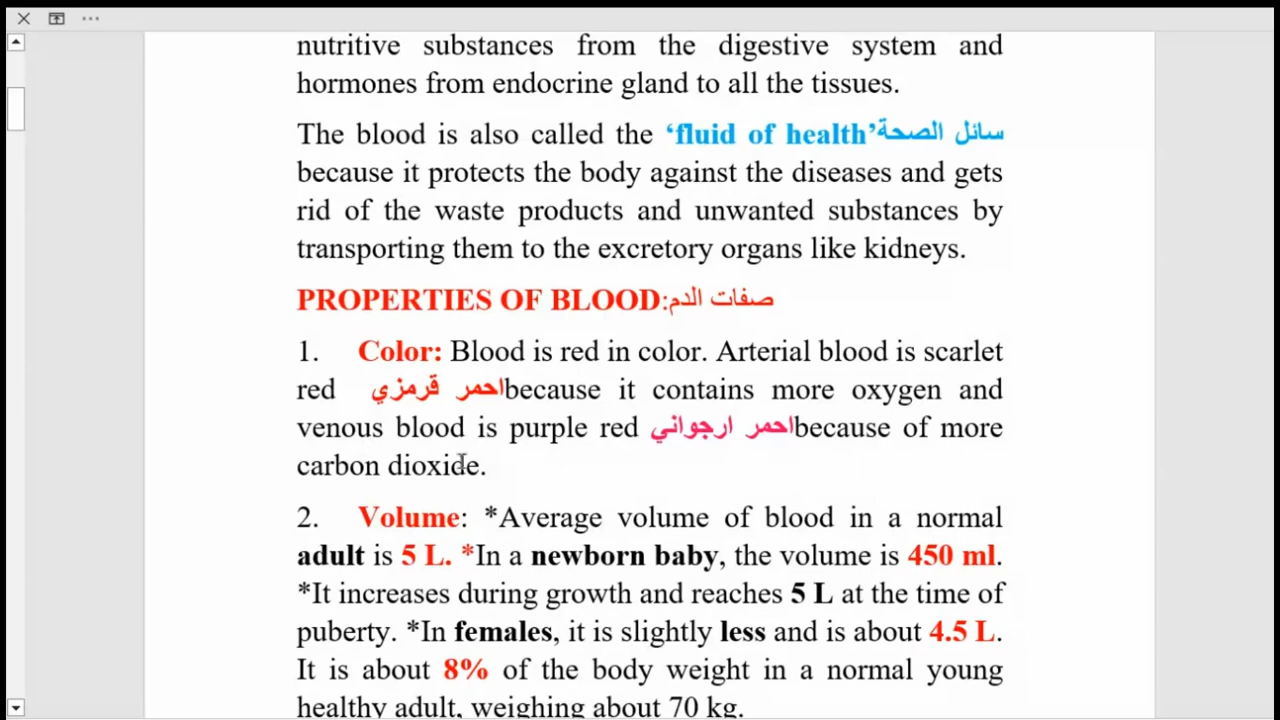 nutritive substances from the digestive system and
hormones from endocrine gland to all the tissues.
The blood is also called the ‘fluid of health’سائل الصحة
because it protects the body against the diseases and gets
rid of the waste products and unwanted substances by
transporting them to the excretory organs like kidneys.
PROPERTIES OF BLOOD:صفات الدم
1. Color: Blood is red in color. Arterial blood is scarlet
red احمر قرمزيbecause it contains more oxygen and
venous blood is purple red احمر ارجوانيbecause of more
carbon dioxide.
2. Volume: *Average volume of blood in a normal
adult is 5 L. *In a newborn baby, the volume is 450 ml.
*It increases during growth and reaches 5 L at the time of
puberty. *In females, it is slightly less and is about 4.5 L.
It is about 8% of the body weight in a normal young
healthy adult, weighing about 70 kg.